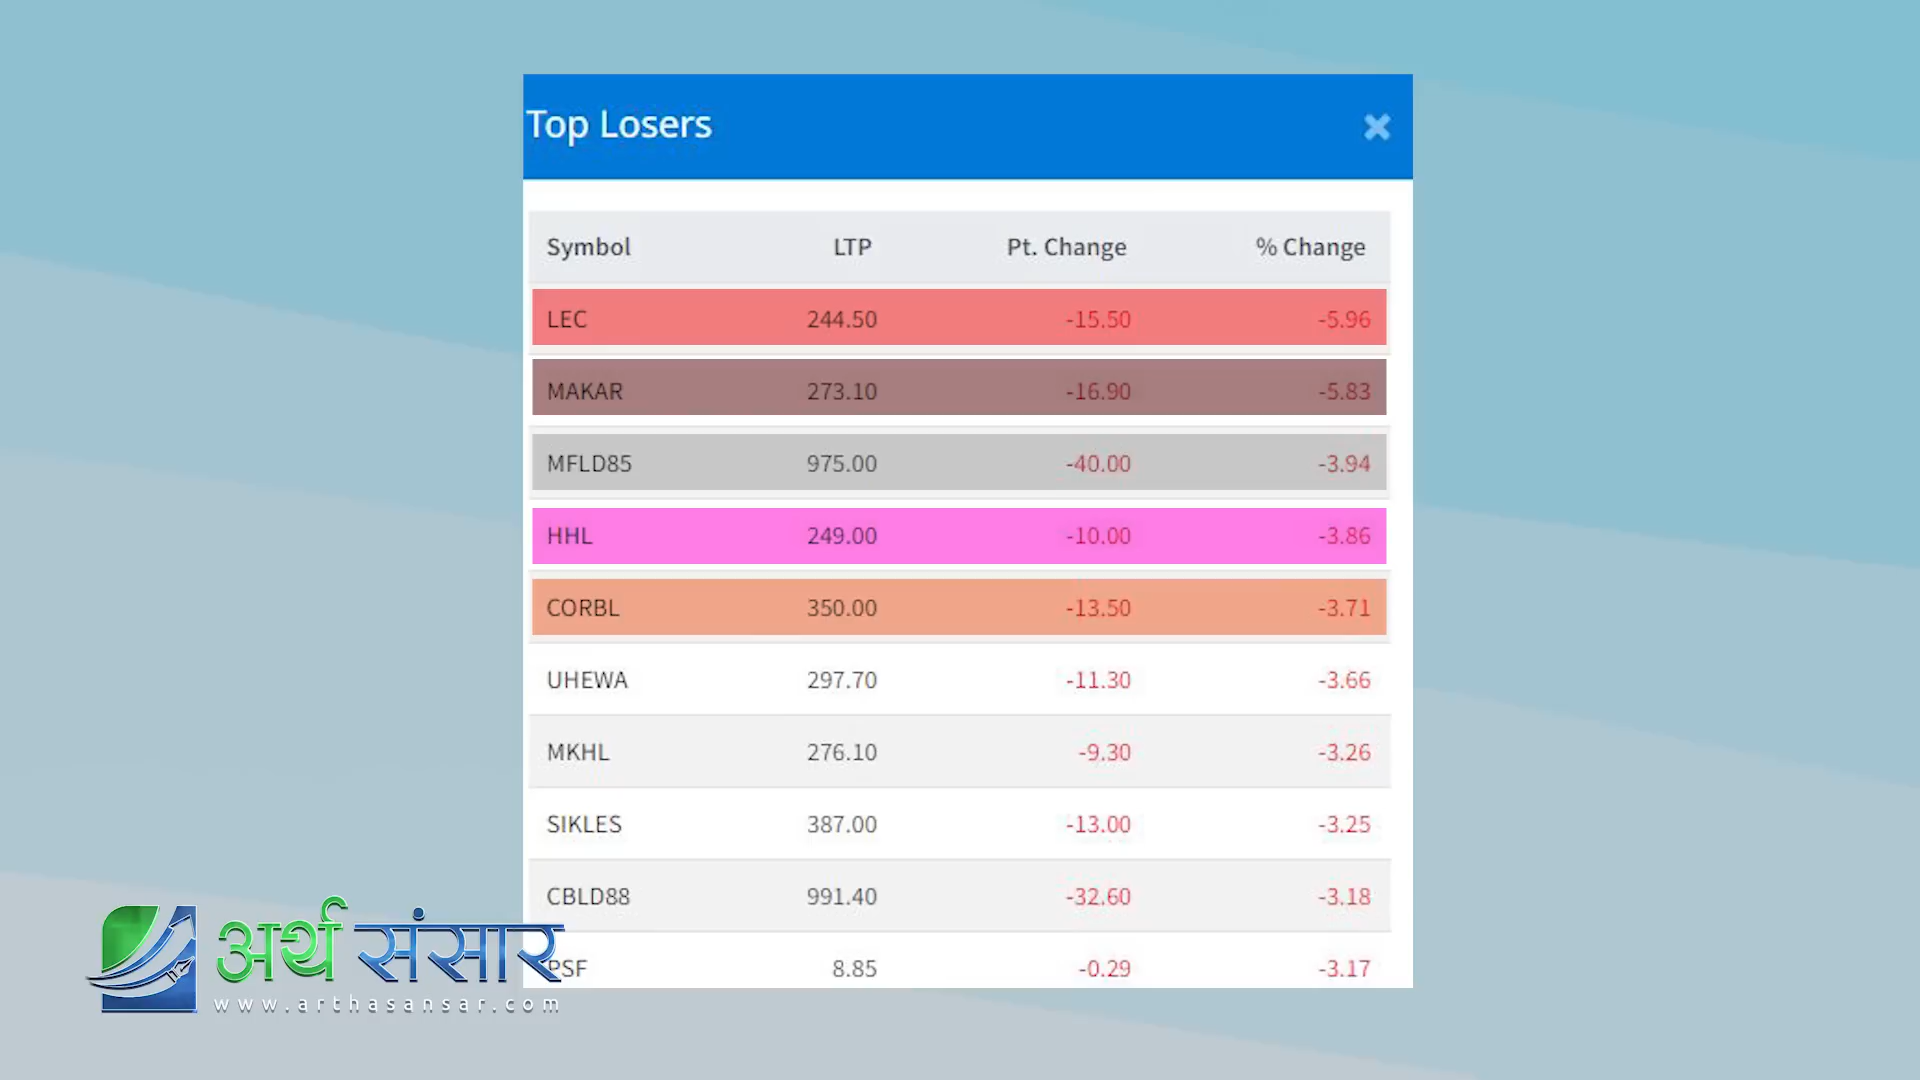 Top Losers
Symbol LTP Pt. Change % Change
LEC 244.50 -15.50 -5.96
MAKAR 273.10 -16.90 -5.83
MFLD85 975.00 -40.00 -3.94
HHL 249.00 -10.00 -3.86
CORBL 350.00 -13.50 -3.71
UHEWA 297.70 -11.30 -3.66
MKHL 276.10 -9.30 -3.26
SIKLES 387.00 -13.00 -3.25
CBLD88 991.40 -32.60 -3.18
PSF 8.85 -0.29 -3.17
अर्थ संसार
www.arthasansar.com